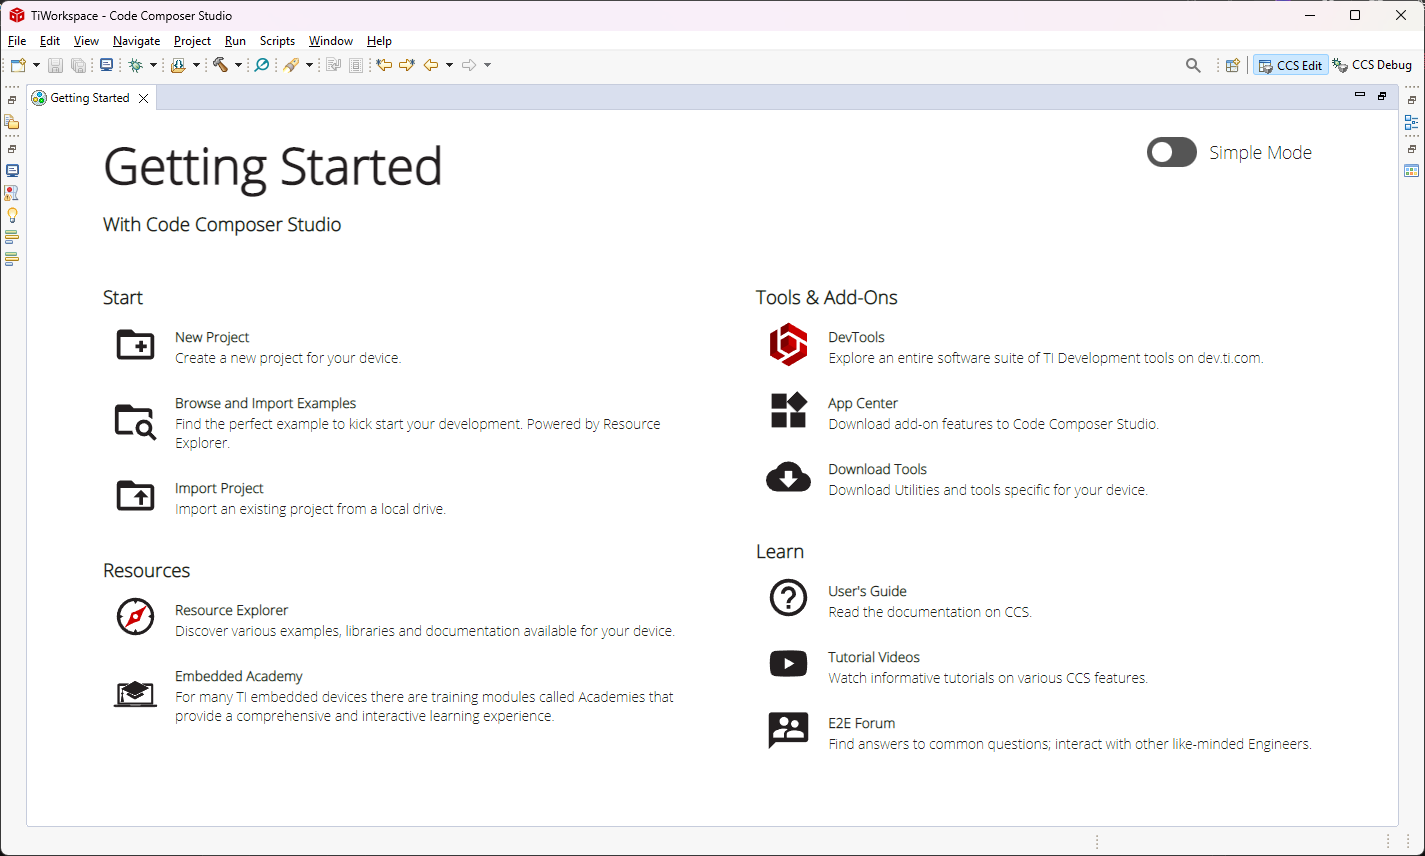 TiWorkspace - Code Composer Studio
File Edit View Navigate Project Run Scripts Window Help
CCS Edit CCS Debug
Getting Started
Getting Started
Simple Mode
With Code Composer Studio
Start
New Project
Create a new project for your device.
Browse and Import Examples
Find the perfect example to kick start your development. Powered by Resource
Explorer.
Import Project
Import an existing project from a local drive.
Resources
Resource Explorer
Discover various examples, libraries and documentation available for your device.
Embedded Academy
For many TI embedded devices there are training modules called Academies that
provide a comprehensive and interactive learning experience.
Tools & Add-Ons
DevTools
Explore an entire software suite of TI Development tools on dev.ti.com.
App Center
Download add-on features to Code Composer Studio.
Download Tools
Download Utilities and tools specific for your device.
Learn
User's Guide
Read the documentation on CCS.
Tutorial Videos
Watch informative tutorials on various CCS features.
E2E Forum
Find answers to common questions; interact with other like-minded Engineers.